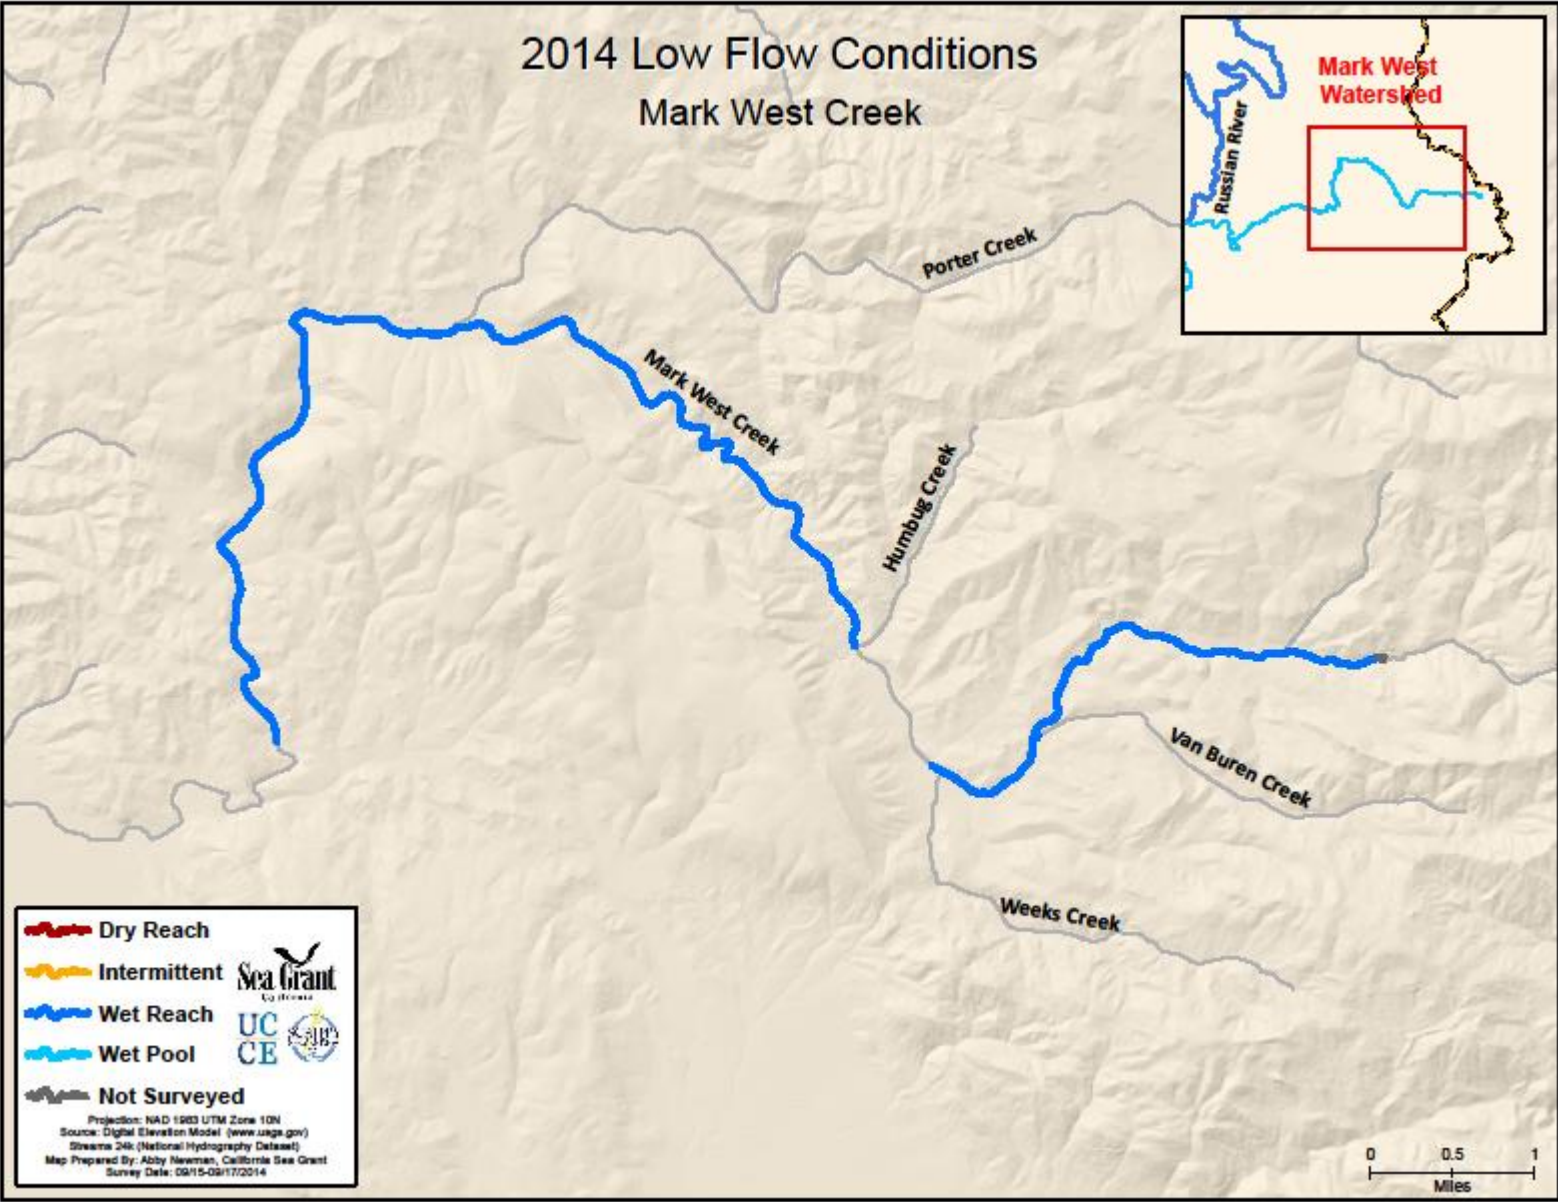 2014 Low Flow Conditions
Mark West Creek
Mark West
Watershed
Russian River
Porter Creek
Mark West Creek
Humbug Creek
Van Buren Creek
Weeks Creek
Dry Reach
Intermittent
Wet Reach
Wet Pool
Not Surveyed
Sea Grant
California
UC
CE
Projection: NAD 1983 UTM Zone 10N
Source: Digital Elevation Model (www.usgs.gov)
Streams 24k (National Hydrography Dataset)
Map Prepared By: Abby Newman, California Sea Grant
Survey Date: 09/15-09/17/2014
0 0.5 1
Miles